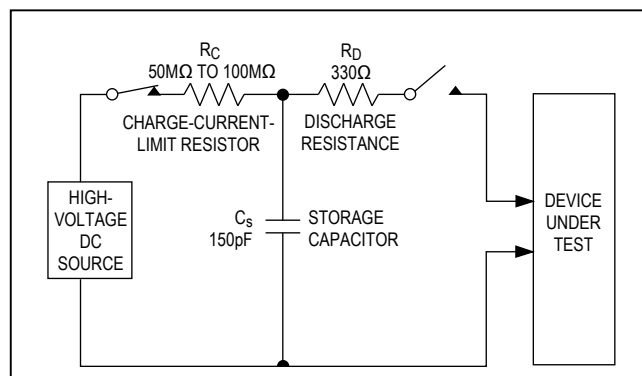 RC
50MΩ TO 100MΩ
CHARGE-CURRENT-
LIMIT RESISTOR
RD
330Ω
DISCHARGE
RESISTANCE
HIGH-
VOLTAGE
DC
SOURCE
Cs
150pF
STORAGE
CAPACITOR
DEVICE
UNDER
TEST